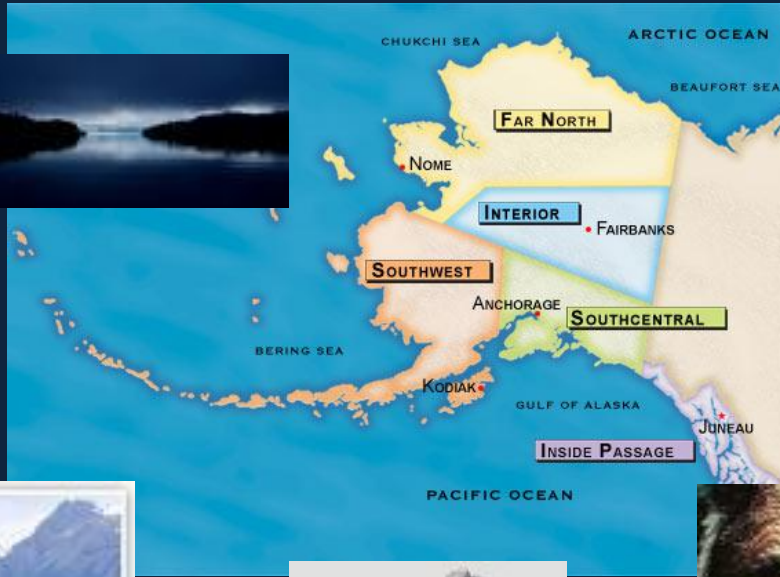 CHUKCHI SEA
ARCTIC OCEAN
BEAUFORT SEA
FAR NORTH
NOME
INTERIOR
FAIRBANKS
SOUTHWEST
ANCHORAGE
SOUTHCENTRAL
BERING SEA
KODIAK
GULF OF ALASKA
JUNEAU
INSIDE PASSAGE
PACIFIC OCEAN